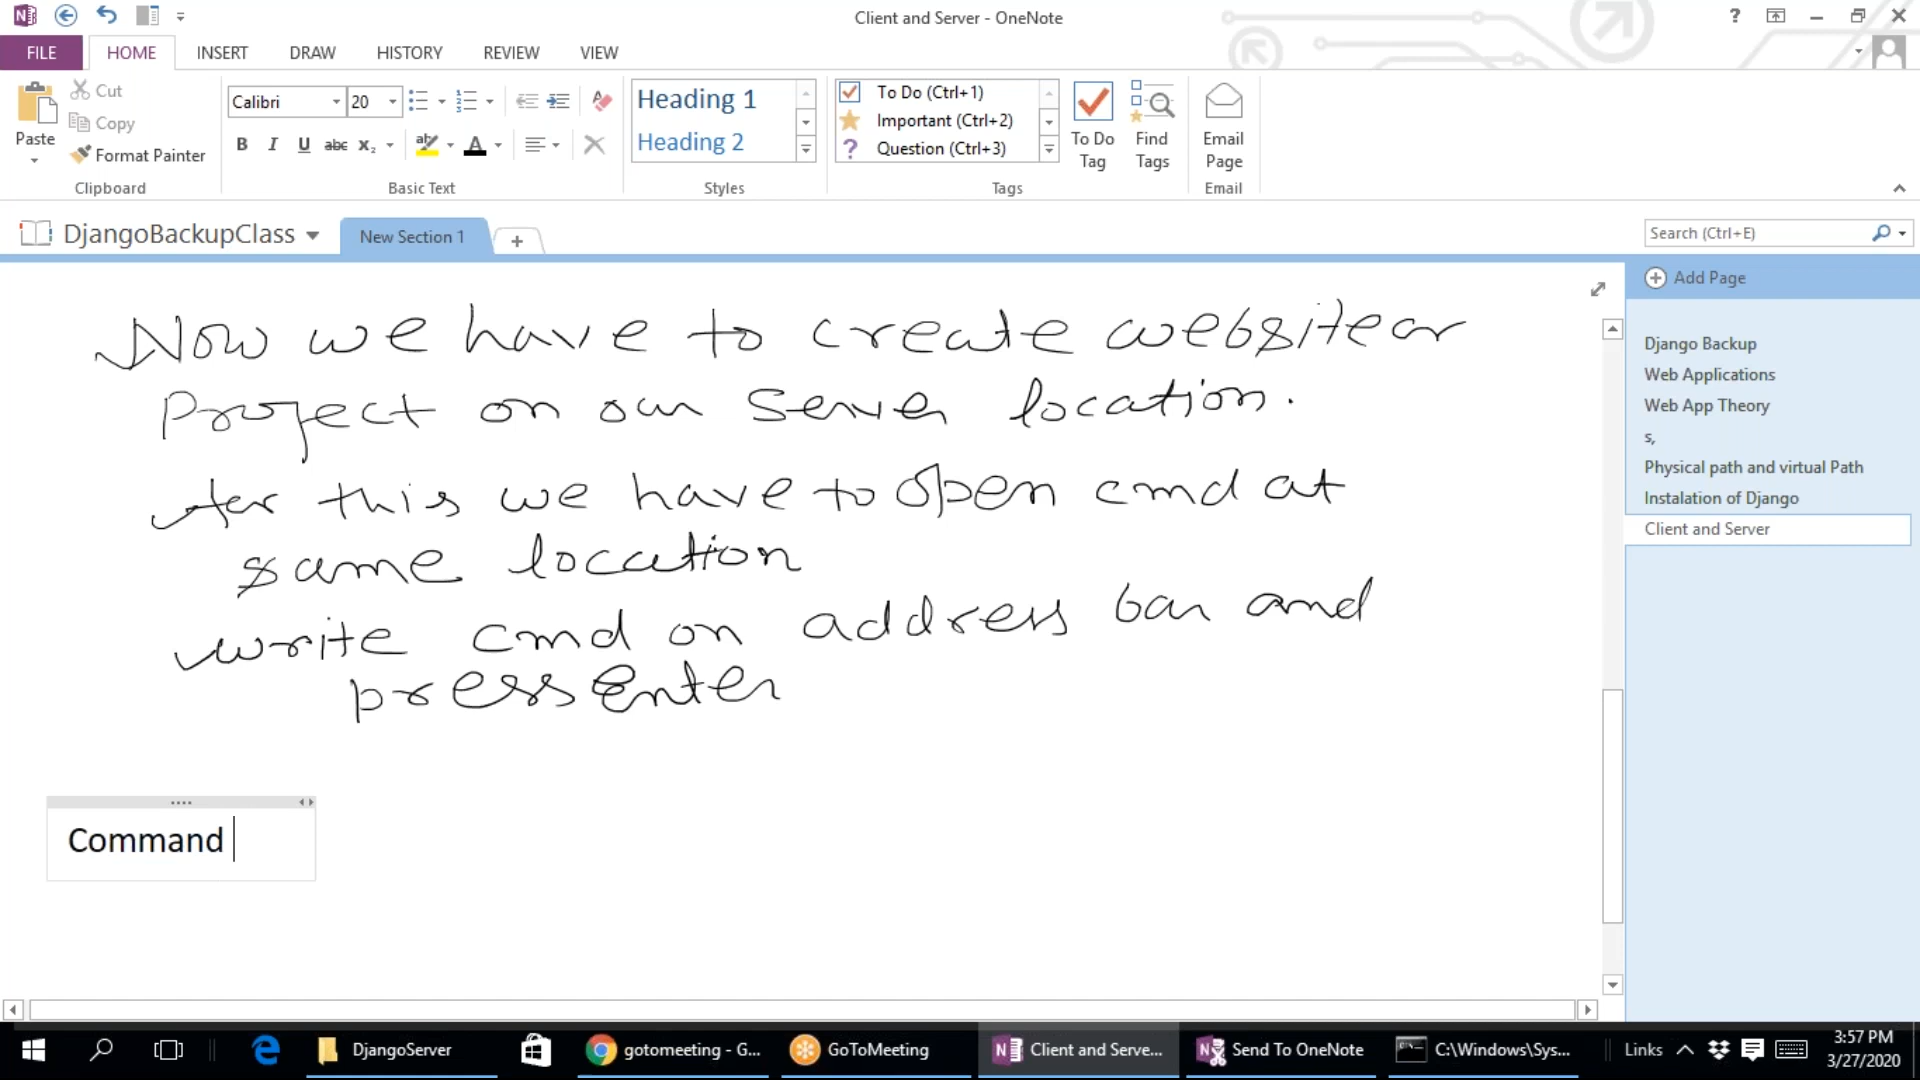 Client and Server - OneNote
?
FILE HOME INSERT DRAW HISTORY REVIEW VIEW
Paste
Cut
Copy
Format Painter
Clipboard
Calibri 20
B I U abc X₂ aby A
Basic Text
Heading 1
Heading 2
Styles
To Do (Ctrl+1)
Important (Ctrl+2)
Question (Ctrl+3)
Tags
To Do Tag
Find Tags
Email Page
Email
DjangoBackupClass New Section 1 +
Search (Ctrl+E)
Now we have to create website or
Project on our Server location.
for this we have to open cmd at
same location
write cmd on address bar and
press Enter
Command
Add Page
Django Backup
Web Applications
Web App Theory
s,
Physical path and virtual Path
Instalation of Django
Client and Server
DjangoServer gotomeeting - G... GoToMeeting Client and Serve... Send To OneNote C:\Windows\Sys... Links
3:57 PM
3/27/2020